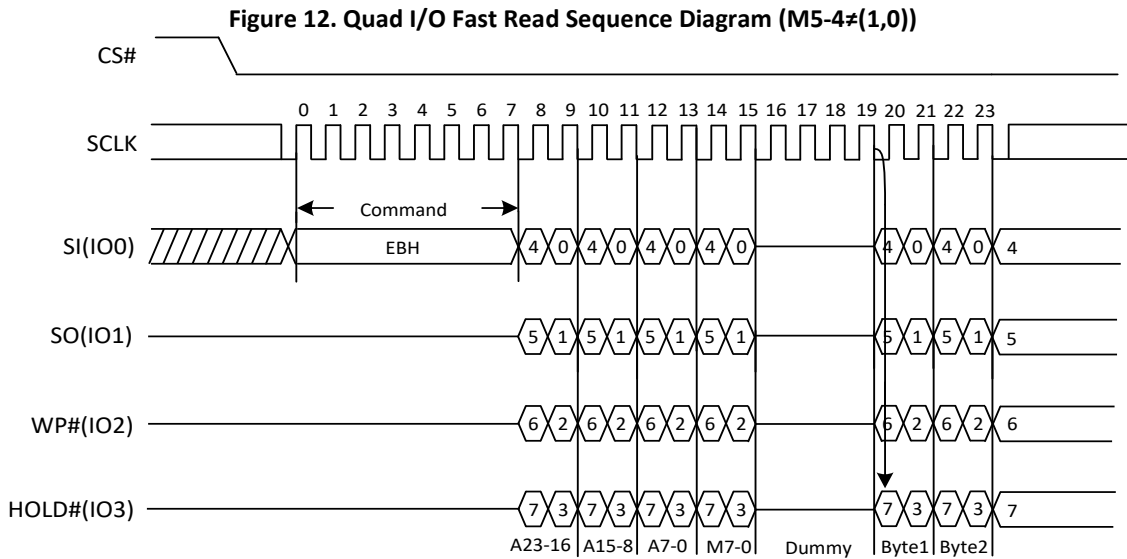 Figure 12. Quad I/O Fast Read Sequence Diagram (M5-4≠(1,0))
CS#
0 1 2 3 4 5 6 7 8 9 10 11 12 13 14 15 16 17 18 19 20 21 22 23
SCLK
Command
SI(IO0) EBH 4 0 4 0 4 0 4 0 4 0 4 0 4
SO(IO1) 5 1 5 1 5 1 5 1 5 1 5 1 5
WP#(IO2) 6 2 6 2 6 2 6 2 6 2 6 2 6
HOLD#(IO3) 7 3 7 3 7 3 7 3 7 3 7 3 7
A23-16 A15-8 A7-0 M7-0 Dummy Byte1 Byte2